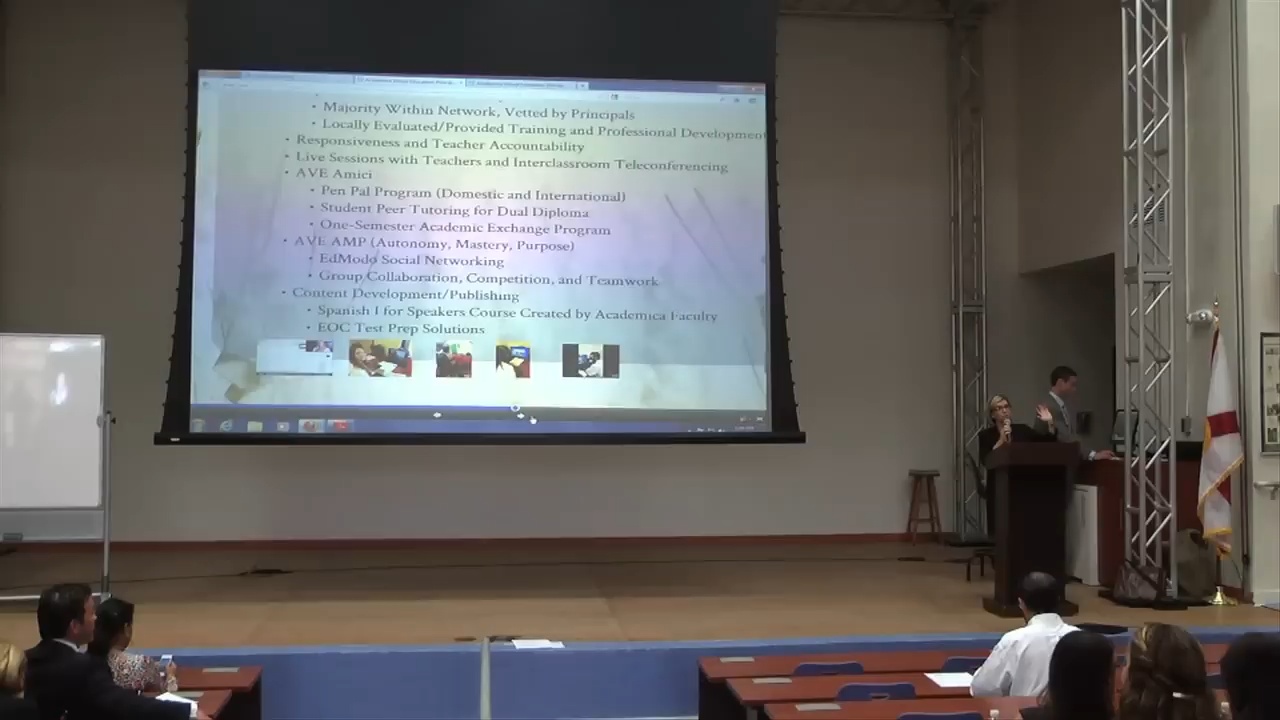 • Majority Within Network, Vetted by Principals
• Locally Evaluated/Provided Training and Professional Development
• Responsiveness and Teacher Accountability
• Live Sessions with Teachers and Interclassroom Teleconferencing
• AVE Amici
• Pen Pal Program (Domestic and International)
• Student Peer Tutoring for Dual Diploma
• One-Semester Academic Exchange Program
• AVE AMP (Autonomy, Mastery, Purpose)
• EdModo Social Networking
• Group Collaboration, Competition, and Teamwork
• Content Development/Publishing
• Spanish I for Speakers Course Created by Academica Faculty
• EOC Test Prep Solutions